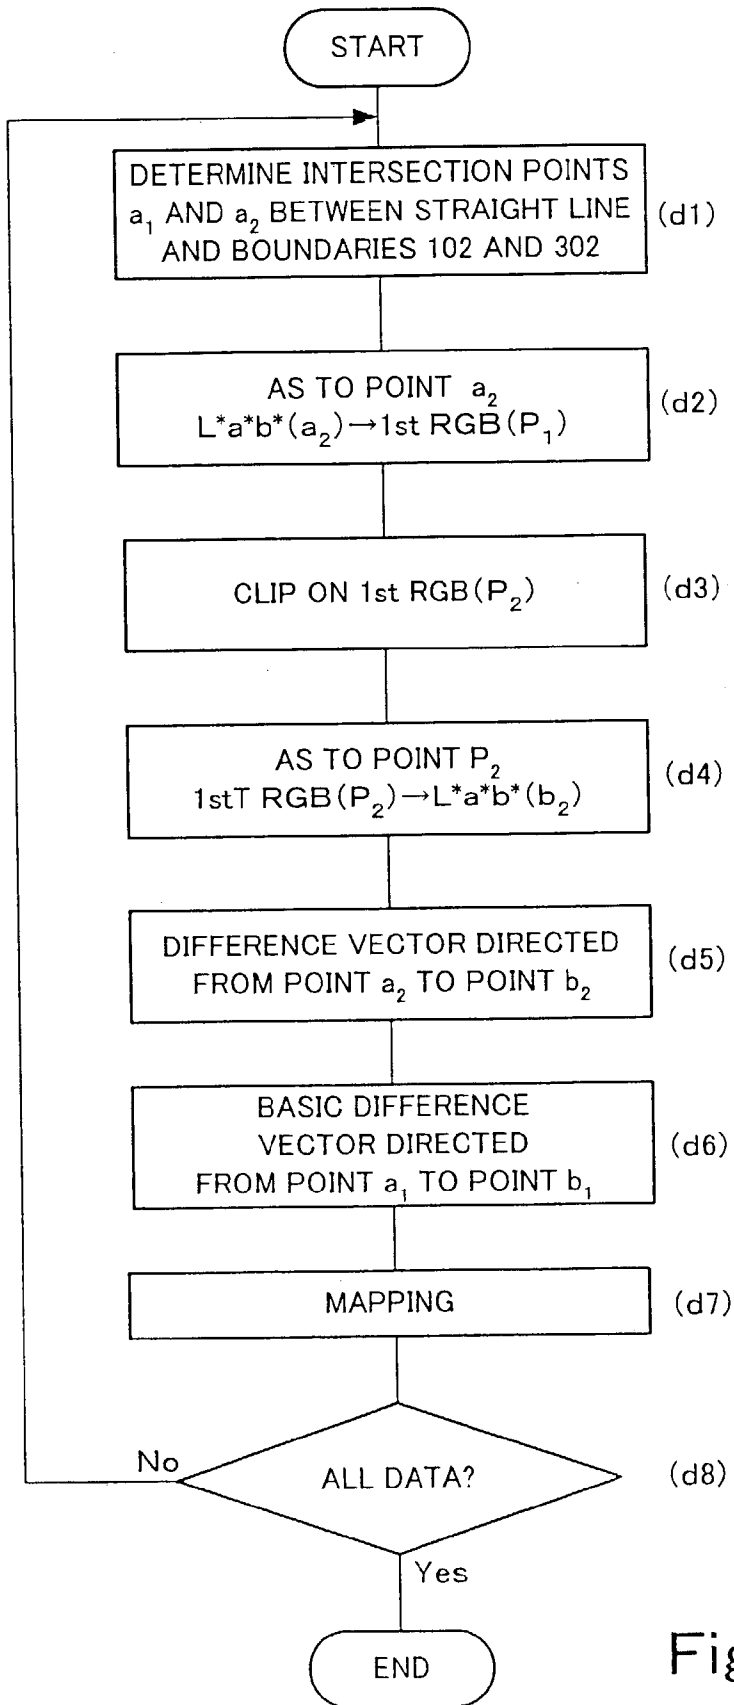 START
DETERMINE INTERSECTION POINTS
a₁ AND a₂ BETWEEN STRAIGHT LINE
AND BOUNDARIES 102 AND 302
(d1)
AS TO POINT a₂
L*a*b*(a₂)→1st RGB(P₁)
(d2)
CLIP ON 1st RGB(P₂)
(d3)
AS TO POINT P₂
1stT RGB(P₂)→L*a*b*(b₂)
(d4)
DIFFERENCE VECTOR DIRECTED
FROM POINT a₂ TO POINT b₂
(d5)
BASIC DIFFERENCE
VECTOR DIRECTED
FROM POINT a₁ TO POINT b₁
(d6)
MAPPING
(d7)
No
ALL DATA?
(d8)
Yes
END
Fig